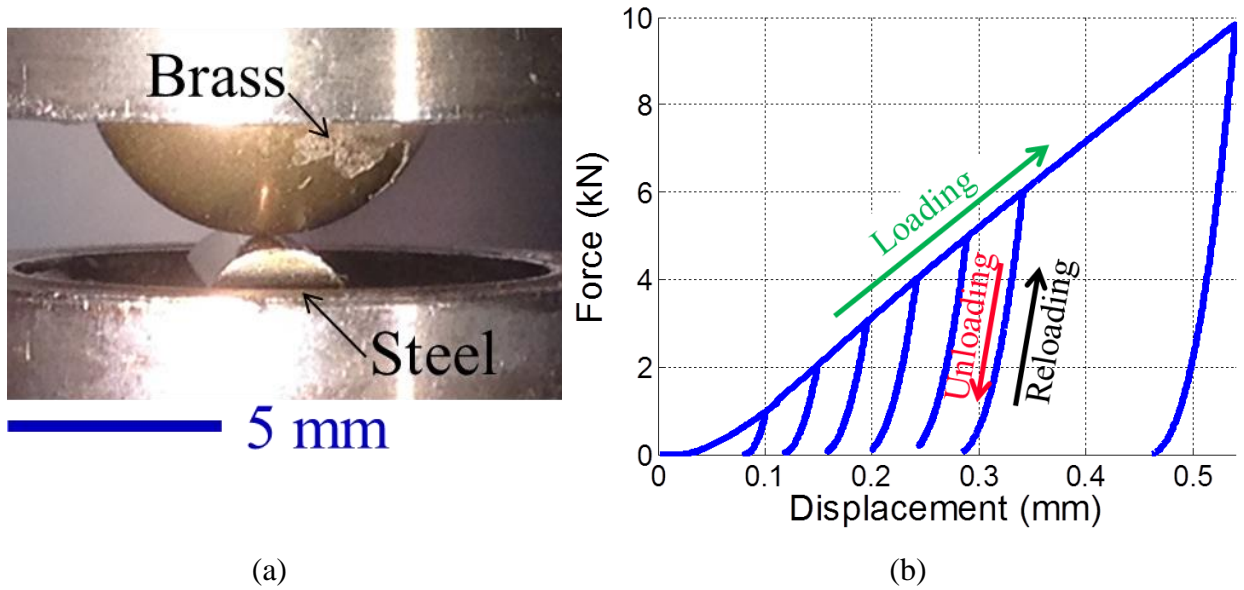 Brass
Steel
5 mm
Force (kN)
10
8
6
4
2
0
Loading
Unloading
Reloading
0 0.1 0.2 0.3 0.4 0.5
Displacement (mm)
(a)
(b)